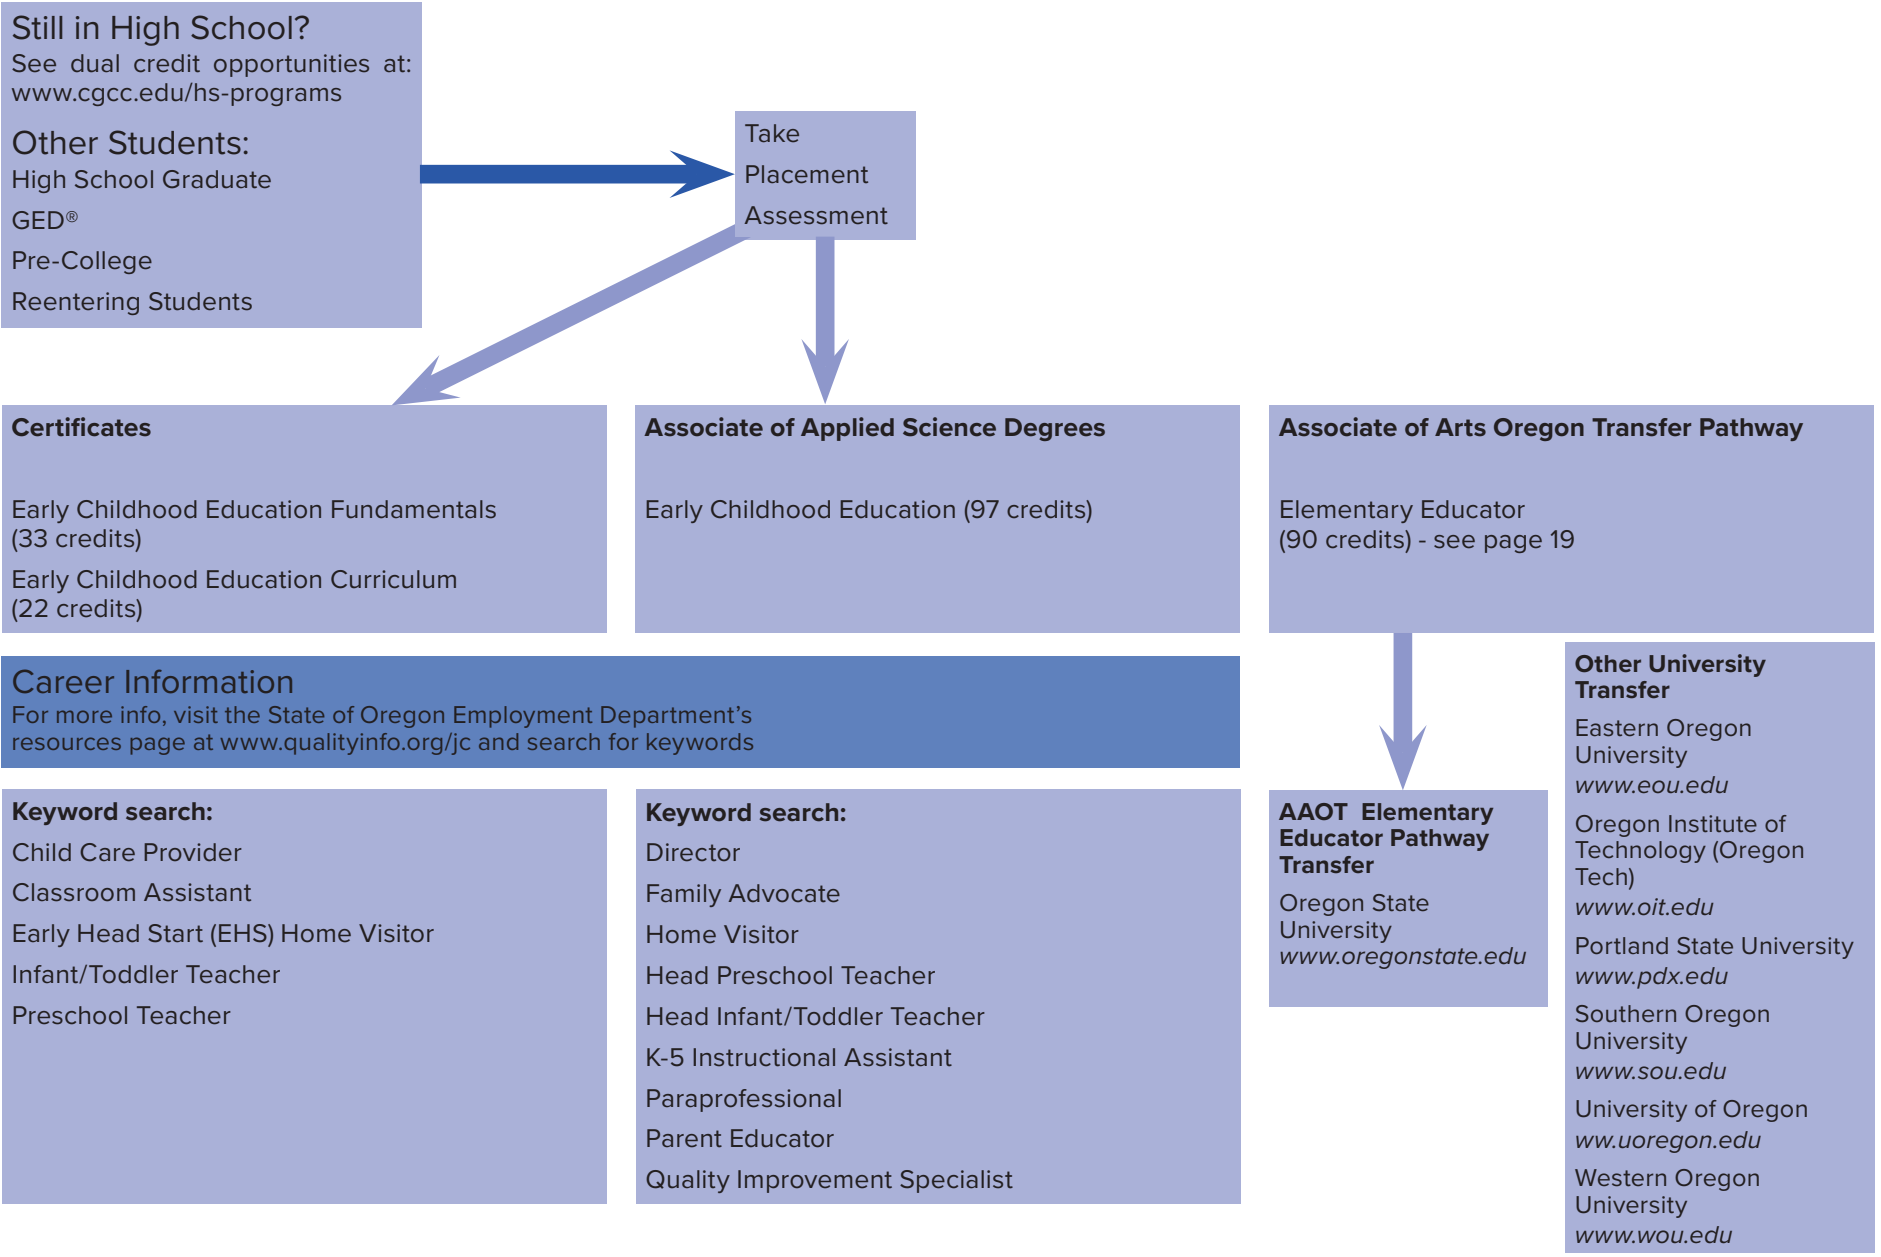 Still in High School?
See dual credit opportunities at:
www.cgcc.edu/hs-programs
Other Students:
High School Graduate
GED®
Pre-College
Reentering Students
Take
Placement
Assessment
Certificates
Early Childhood Education Fundamentals
(33 credits)
Early Childhood Education Curriculum
(22 credits)
Associate of Applied Science Degrees
Early Childhood Education (97 credits)
Associate of Arts Oregon Transfer Pathway
Elementary Educator
(90 credits) - see page 19
Career Information
For more info, visit the State of Oregon Employment Department’s
resources page at www.qualityinfo.org/jc and search for keywords
Keyword search:
Child Care Provider
Classroom Assistant
Early Head Start (EHS) Home Visitor
Infant/Toddler Teacher
Preschool Teacher
Keyword search:
Director
Family Advocate
Home Visitor
Head Preschool Teacher
Head Infant/Toddler Teacher
K-5 Instructional Assistant
Paraprofessional
Parent Educator
Quality Improvement Specialist
AAOT  Elementary
Educator Pathway
Transfer
Oregon State
University
www.oregonstate.edu
Other University
Transfer
Eastern Oregon
University
www.eou.edu
Oregon Institute of
Technology (Oregon
Tech)
www.oit.edu
Portland State University
www.pdx.edu
Southern Oregon
University
www.sou.edu
University of Oregon
ww.uoregon.edu
Western Oregon
University
www.wou.edu